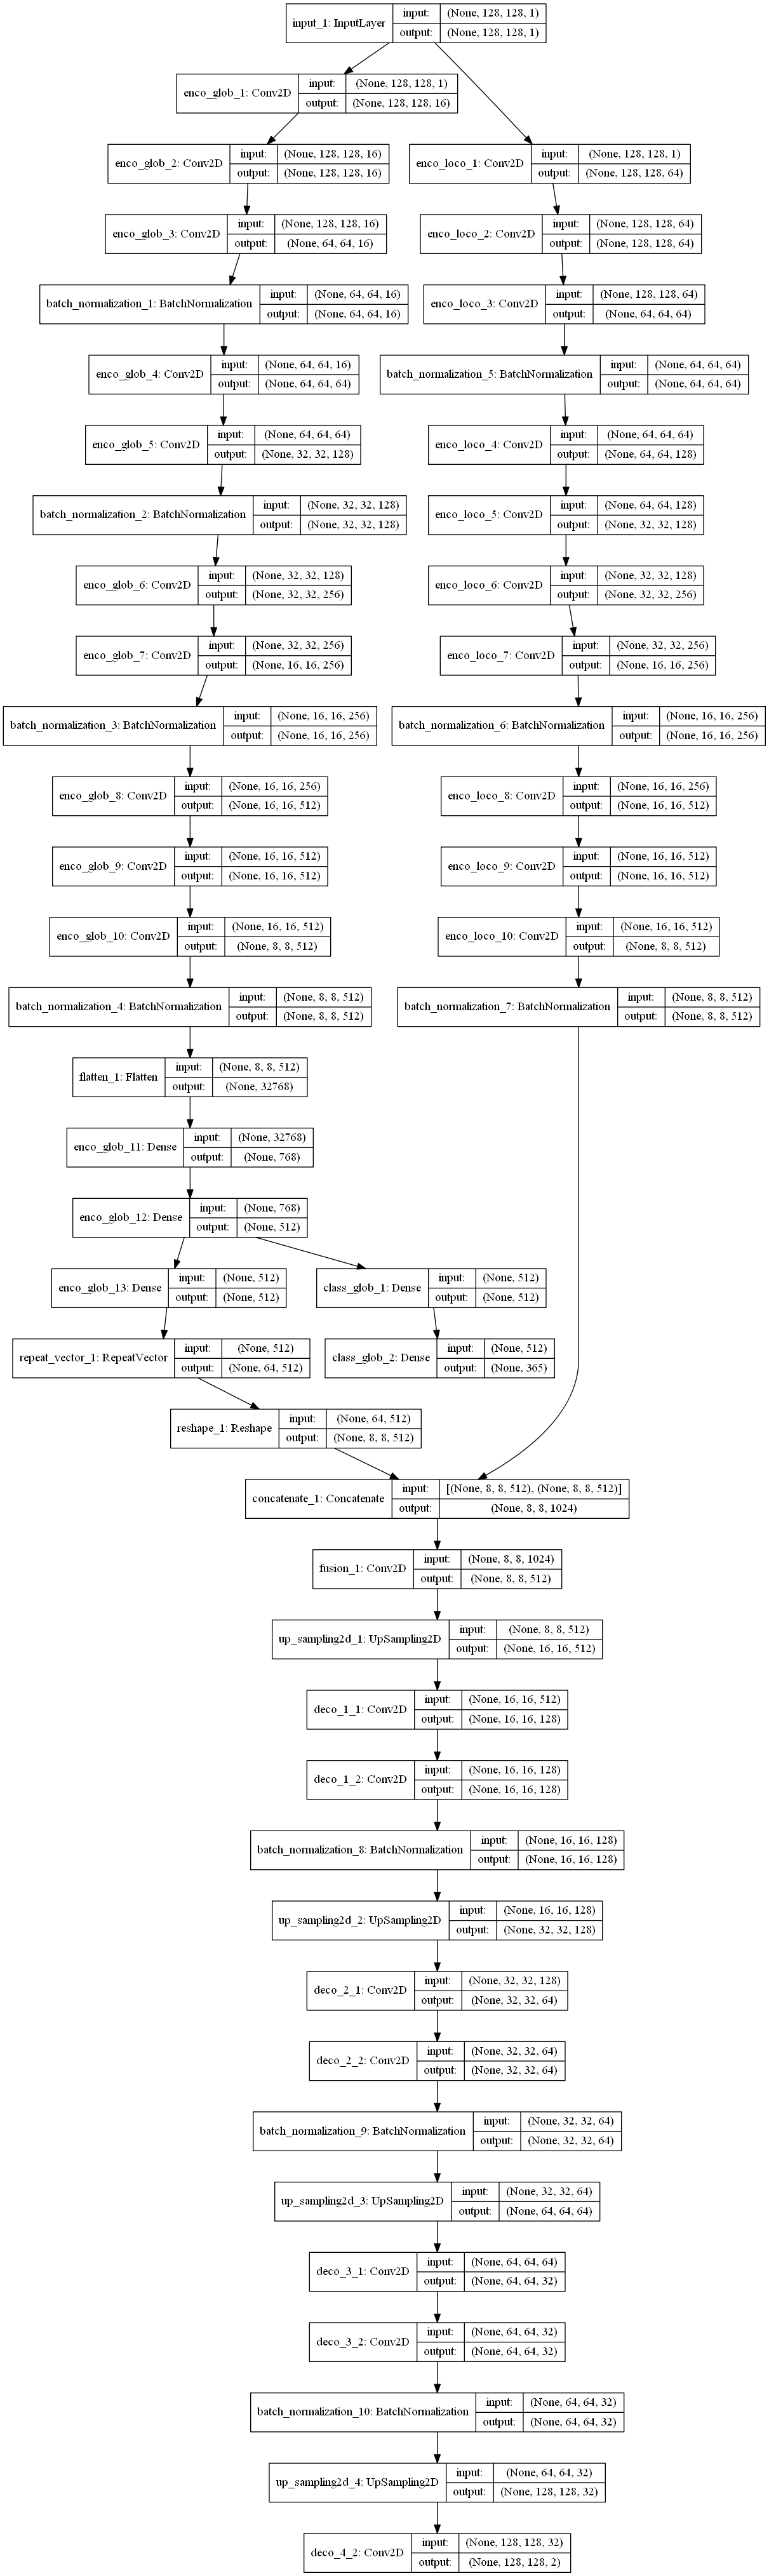 input_1: InputLayer
input: (None, 128, 128, 1)
output: (None, 128, 128, 1)
enco_glob_1: Conv2D
input: (None, 128, 128, 1)
output: (None, 128, 128, 16)
enco_glob_2: Conv2D
input: (None, 128, 128, 16)
output: (None, 128, 128, 16)
enco_loco_1: Conv2D
input: (None, 128, 128, 1)
output: (None, 128, 128, 64)
enco_glob_3: Conv2D
input: (None, 128, 128, 16)
output: (None, 64, 64, 16)
enco_loco_2: Conv2D
input: (None, 128, 128, 64)
output: (None, 128, 128, 64)
batch_normalization_1: BatchNormalization
input: (None, 64, 64, 16)
output: (None, 64, 64, 16)
enco_loco_3: Conv2D
input: (None, 128, 128, 64)
output: (None, 64, 64, 64)
enco_glob_4: Conv2D
input: (None, 64, 64, 16)
output: (None, 64, 64, 64)
batch_normalization_5: BatchNormalization
input: (None, 64, 64, 64)
output: (None, 64, 64, 64)
enco_glob_5: Conv2D
input: (None, 64, 64, 64)
output: (None, 32, 32, 128)
enco_loco_4: Conv2D
input: (None, 64, 64, 64)
output: (None, 64, 64, 128)
batch_normalization_2: BatchNormalization
input: (None, 32, 32, 128)
output: (None, 32, 32, 128)
enco_loco_5: Conv2D
input: (None, 64, 64, 128)
output: (None, 32, 32, 128)
enco_glob_6: Conv2D
input: (None, 32, 32, 128)
output: (None, 32, 32, 256)
enco_loco_6: Conv2D
input: (None, 32, 32, 128)
output: (None, 32, 32, 256)
enco_glob_7: Conv2D
input: (None, 32, 32, 256)
output: (None, 16, 16, 256)
enco_loco_7: Conv2D
input: (None, 32, 32, 256)
output: (None, 16, 16, 256)
batch_normalization_3: BatchNormalization
input: (None, 16, 16, 256)
output: (None, 16, 16, 256)
batch_normalization_6: BatchNormalization
input: (None, 16, 16, 256)
output: (None, 16, 16, 256)
enco_glob_8: Conv2D
input: (None, 16, 16, 256)
output: (None, 16, 16, 512)
enco_loco_8: Conv2D
input: (None, 16, 16, 256)
output: (None, 16, 16, 512)
enco_glob_9: Conv2D
input: (None, 16, 16, 512)
output: (None, 16, 16, 512)
enco_loco_9: Conv2D
input: (None, 16, 16, 512)
output: (None, 16, 16, 512)
enco_glob_10: Conv2D
input: (None, 16, 16, 512)
output: (None, 8, 8, 512)
enco_loco_10: Conv2D
input: (None, 16, 16, 512)
output: (None, 8, 8, 512)
batch_normalization_4: BatchNormalization
input: (None, 8, 8, 512)
output: (None, 8, 8, 512)
batch_normalization_7: BatchNormalization
input: (None, 8, 8, 512)
output: (None, 8, 8, 512)
flatten_1: Flatten
input: (None, 8, 8, 512)
output: (None, 32768)
enco_glob_11: Dense
input: (None, 32768)
output: (None, 768)
enco_glob_12: Dense
input: (None, 768)
output: (None, 512)
enco_glob_13: Dense
input: (None, 512)
output: (None, 512)
class_glob_1: Dense
input: (None, 512)
output: (None, 512)
repeat_vector_1: RepeatVector
input: (None, 512)
output: (None, 64, 512)
class_glob_2: Dense
input: (None, 512)
output: (None, 365)
reshape_1: Reshape
input: (None, 64, 512)
output: (None, 8, 8, 512)
concatenate_1: Concatenate
input: [(None, 8, 8, 512), (None, 8, 8, 512)]
output: (None, 8, 8, 1024)
fusion_1: Conv2D
input: (None, 8, 8, 1024)
output: (None, 8, 8, 512)
up_sampling2d_1: UpSampling2D
input: (None, 8, 8, 512)
output: (None, 16, 16, 512)
deco_1_1: Conv2D
input: (None, 16, 16, 512)
output: (None, 16, 16, 128)
deco_1_2: Conv2D
input: (None, 16, 16, 128)
output: (None, 16, 16, 128)
batch_normalization_8: BatchNormalization
input: (None, 16, 16, 128)
output: (None, 16, 16, 128)
up_sampling2d_2: UpSampling2D
input: (None, 16, 16, 128)
output: (None, 32, 32, 128)
deco_2_1: Conv2D
input: (None, 32, 32, 128)
output: (None, 32, 32, 64)
deco_2_2: Conv2D
input: (None, 32, 32, 64)
output: (None, 32, 32, 64)
batch_normalization_9: BatchNormalization
input: (None, 32, 32, 64)
output: (None, 32, 32, 64)
up_sampling2d_3: UpSampling2D
input: (None, 32, 32, 64)
output: (None, 64, 64, 64)
deco_3_1: Conv2D
input: (None, 64, 64, 64)
output: (None, 64, 64, 32)
deco_3_2: Conv2D
input: (None, 64, 64, 32)
output: (None, 64, 64, 32)
batch_normalization_10: BatchNormalization
input: (None, 64, 64, 32)
output: (None, 64, 64, 32)
up_sampling2d_4: UpSampling2D
input: (None, 64, 64, 32)
output: (None, 128, 128, 32)
deco_4_2: Conv2D
input: (None, 128, 128, 32)
output: (None, 128, 128, 2)